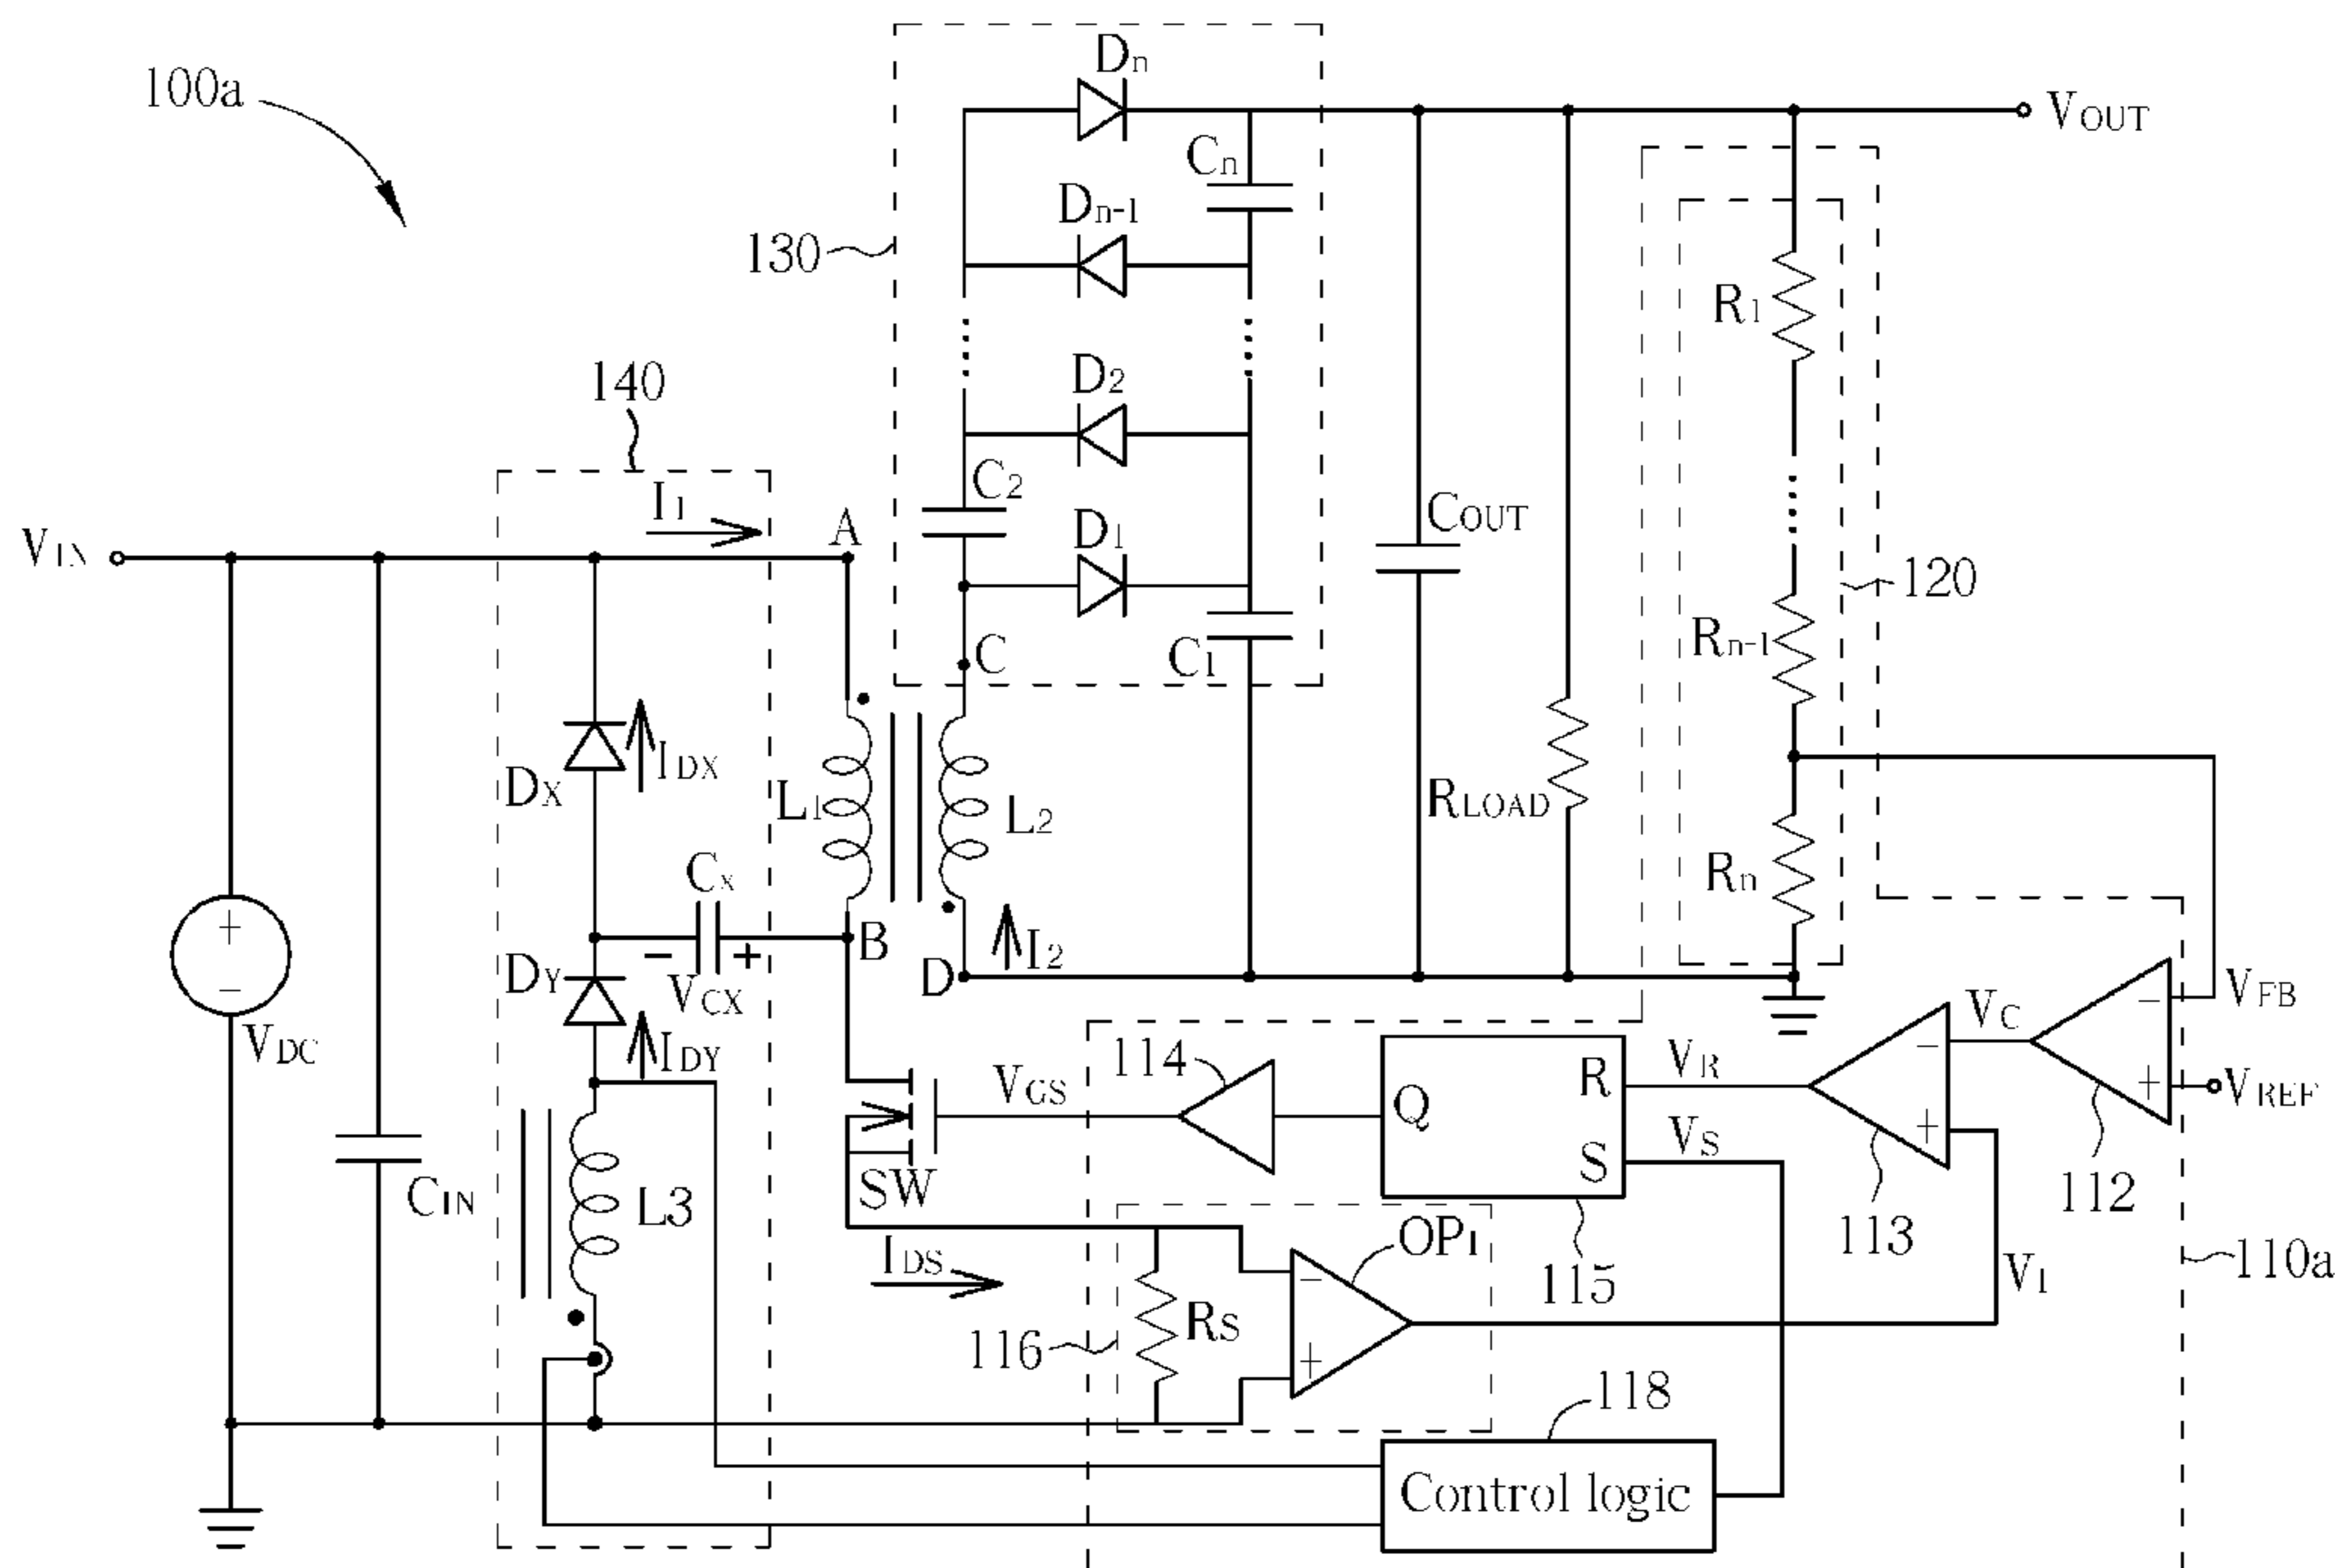 100a
Dn
VOUT
Cn
Dn-1
130
R1
140
D2
I1
C2
A
D1
COUT
VIN
120
Rn-1
C
C1
DX
IDX
L1
L2
RLOAD
Cx
Rn
B
I2
DY
- VCX +
D
VC
- VFB
+
-
VDC
IDY
114
VGS
Q
R
S
VR
VS
-
+
+ VREF
SW
CIN
L3
IDS
116
RS
-
+
OP1
115
113
112
VI
110a
118
Control logic